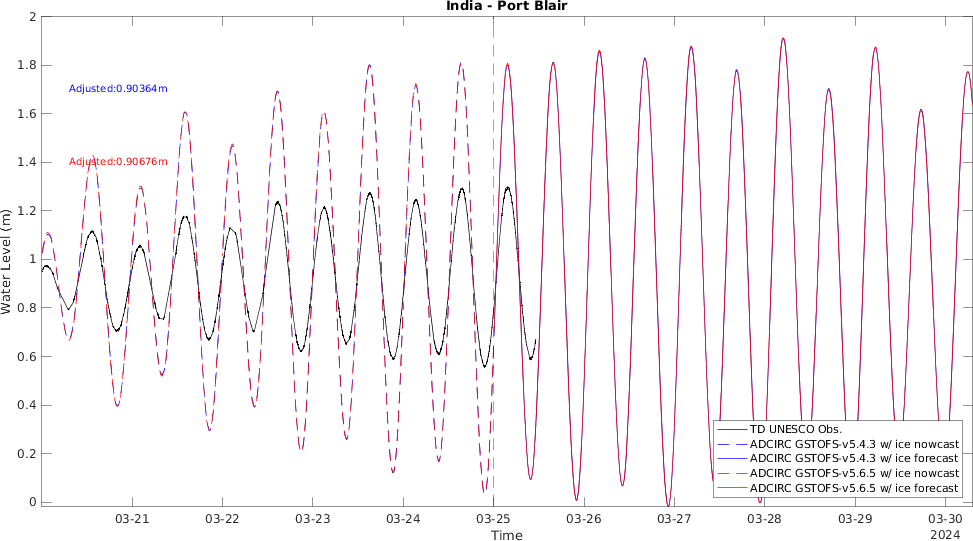 India - Port Blair
2
1.8
1.6
1.4
1.2
1
0.8
0.6
0.4
0.2
0
Water Level (m)
Adjusted:0.90364m
Adjusted:0.90676m
TD UNESCO Obs.
ADCIRC GSTOFS-v5.4.3 w/ ice nowcast
ADCIRC GSTOFS-v5.4.3 w/ ice forecast
ADCIRC GSTOFS-v5.6.5 w/ ice nowcast
ADCIRC GSTOFS-v5.6.5 w/ ice forecast
03-21 03-22 03-23 03-24 03-25 03-26 03-27 03-28 03-29 03-30
Time
2024